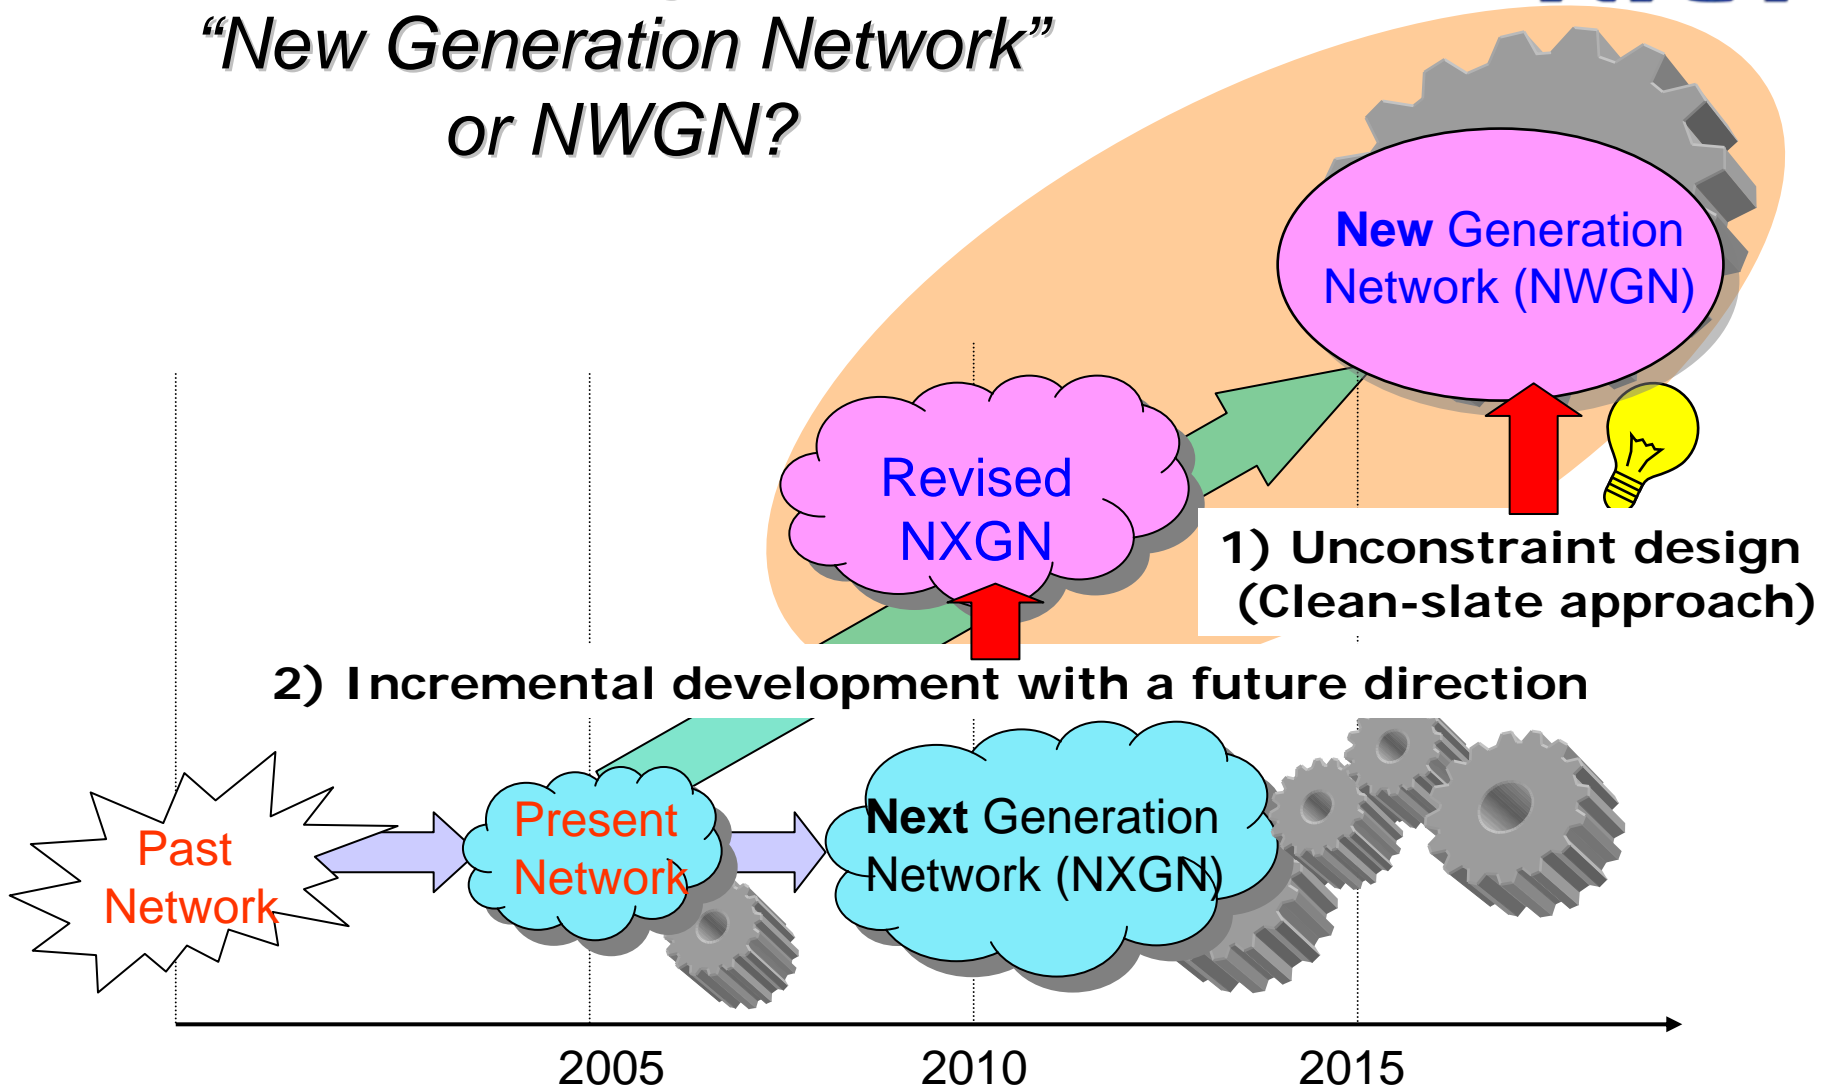 “New Generation Network”
or NWGN?
New Generation
Network (NWGN)
Revised
NXGN
1) Unconstraint design
(Clean-slate approach)
2) Incremental development with a future direction
Past
Network
Present
Network
Next Generation
Network (NXGN)
2005
2010
2015